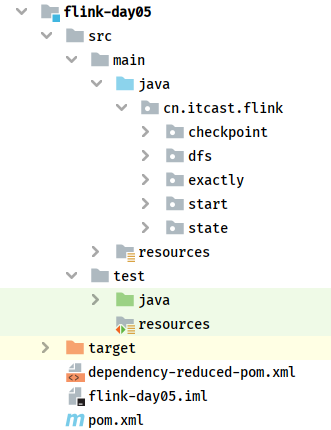 flink-day05
src
main
java
cn.itcast.flink
checkpoint
dfs
exactly
start
state
resources
test
java
resources
target
dependency-reduced-pom.xml
flink-day05.iml
pom.xml